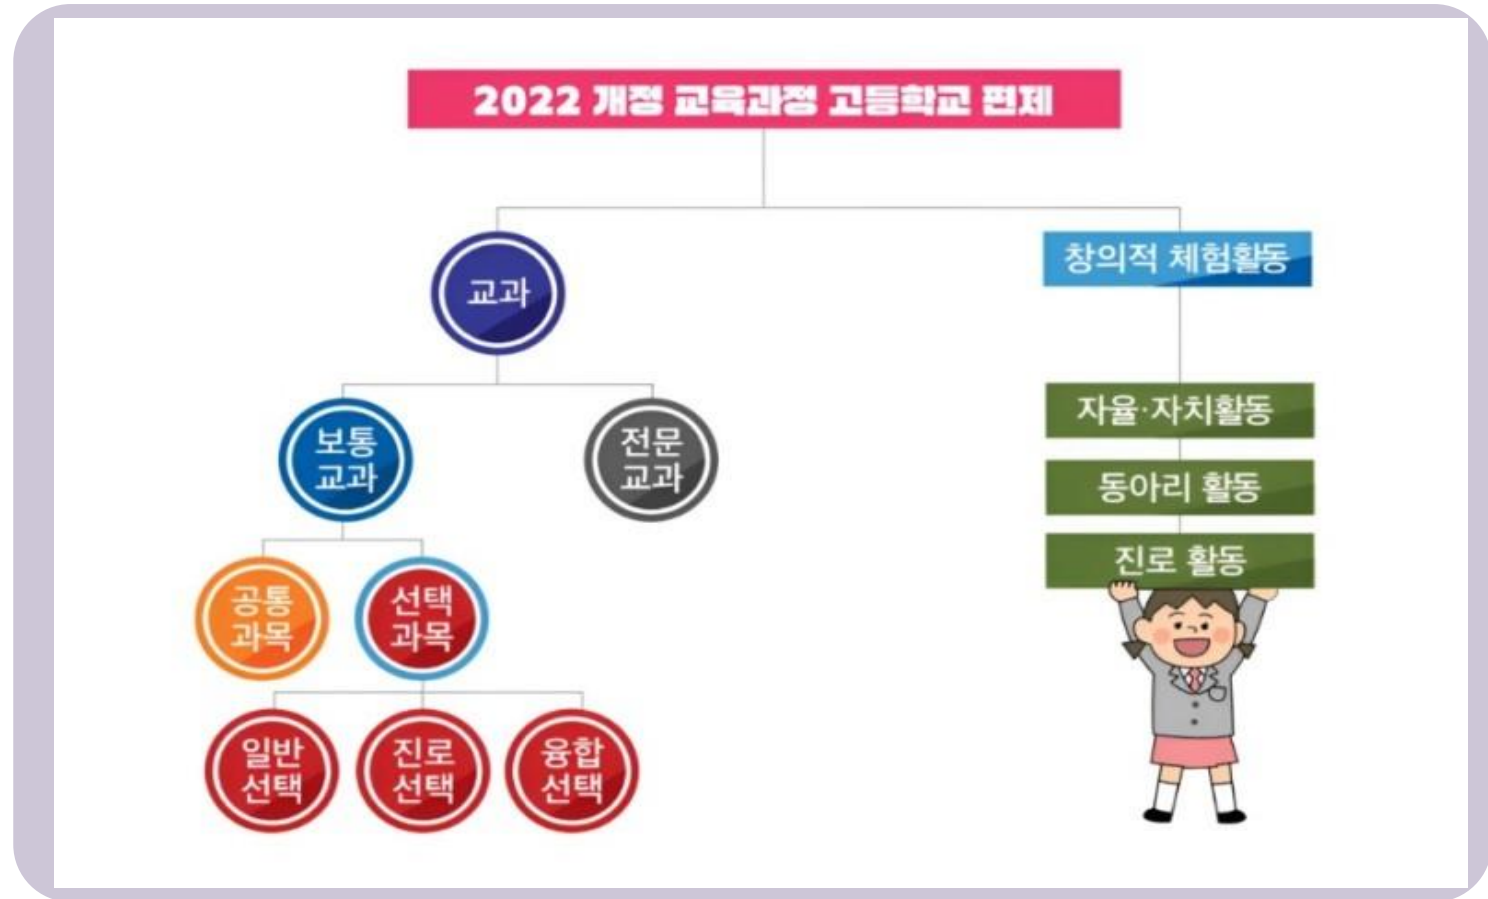 2022 개정 교육과정 고등학교 편제
교과
창의적 체험활동
보통
교과
전문
교과
자율·자치활동
동아리 활동
진로 활동
공통
과목
선택
과목
일반
선택
진로
선택
융합
선택